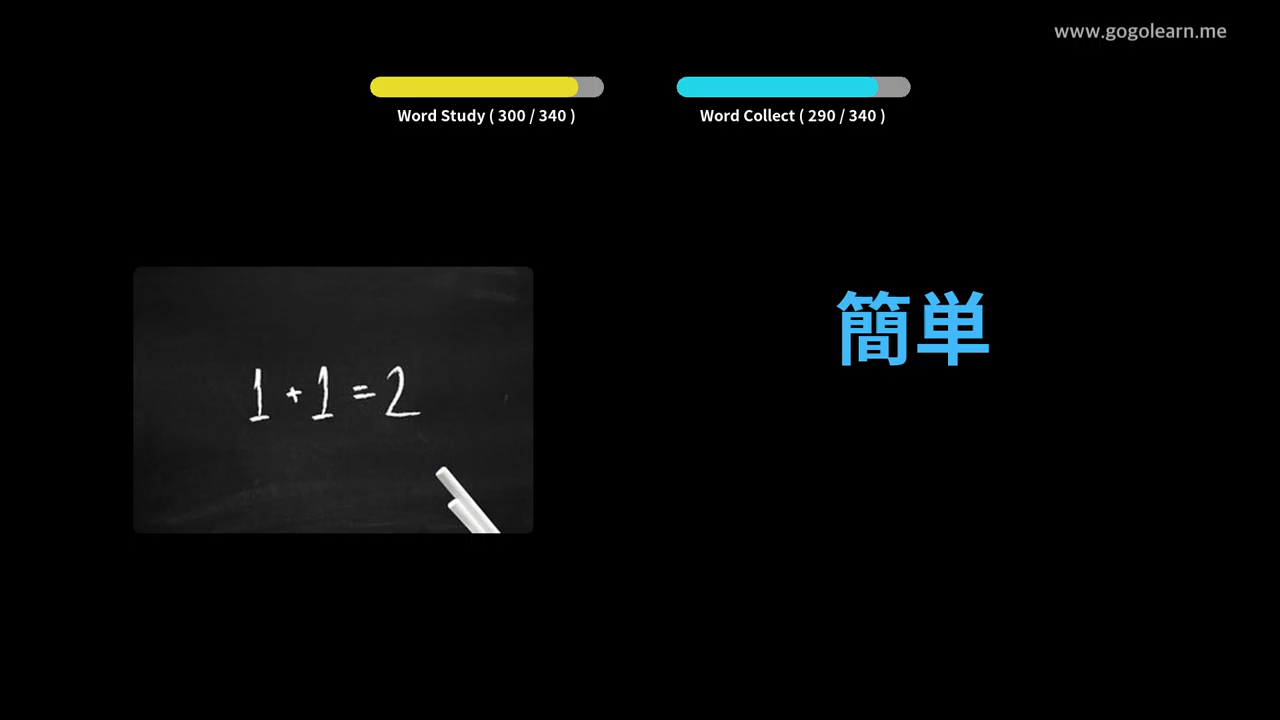 www.gogolearn.me
Word Study ( 300 / 340 )
Word Collect ( 290 / 340 )
1 + 1 = 2
簡単